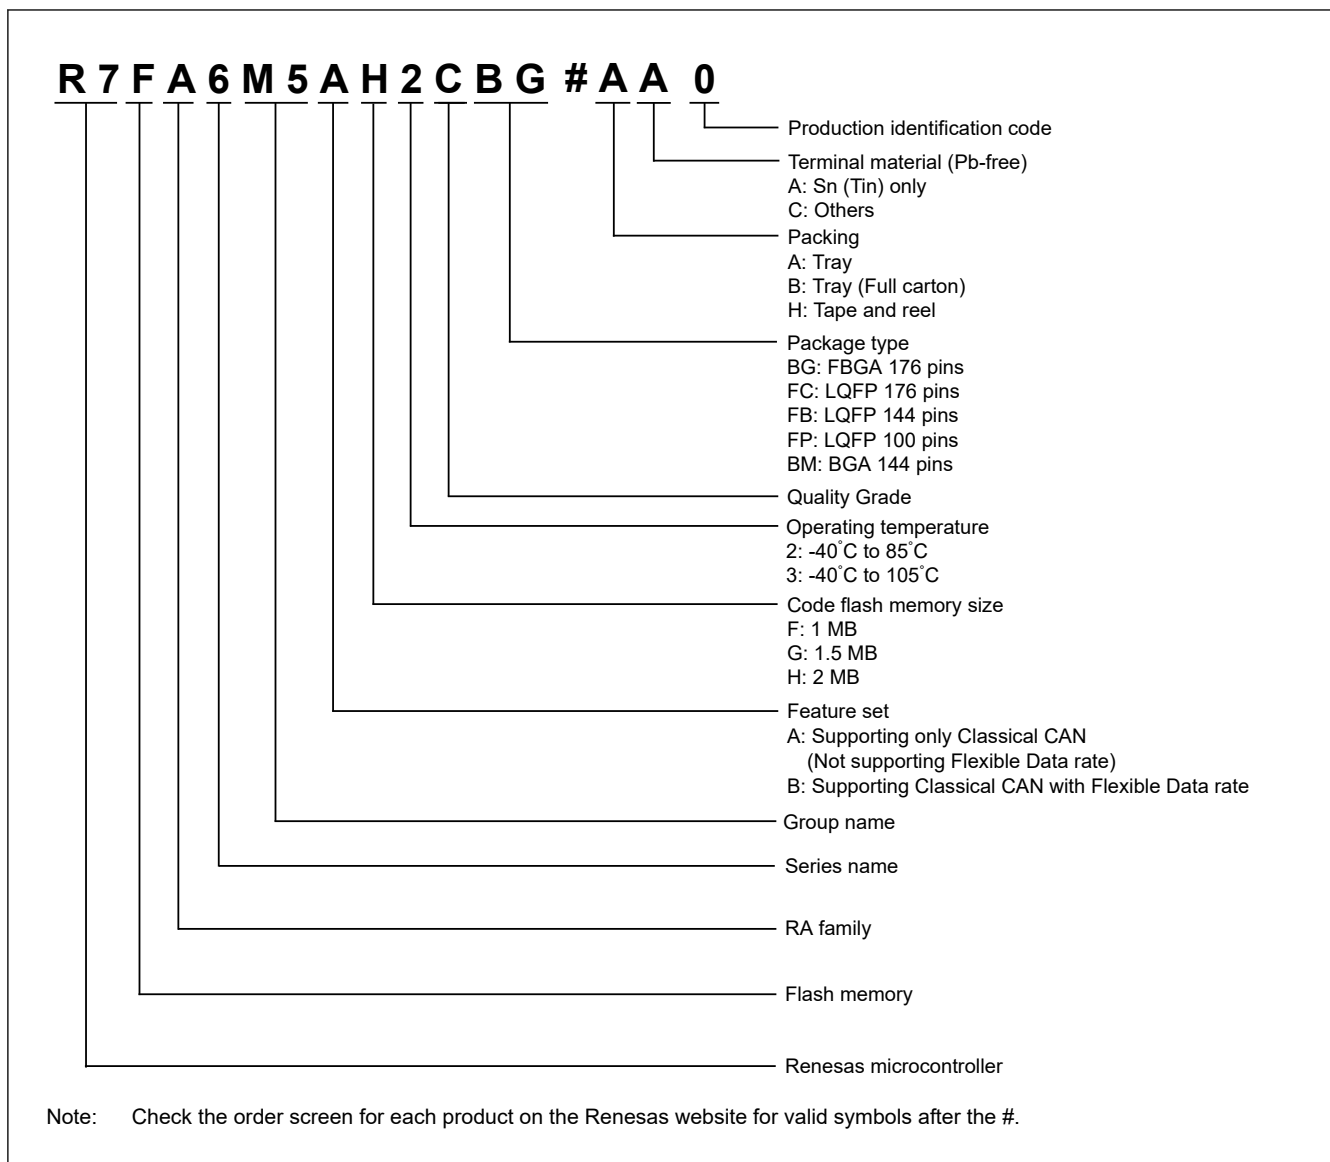 R7FA6M5AH2CBG#AA0
Production identification code
Terminal material (Pb-free)
A: Sn (Tin) only
C: Others
Packing
A: Tray
B: Tray (Full carton)
H: Tape and reel
Package type
BG: FBGA 176 pins
FC: LQFP 176 pins
FB: LQFP 144 pins
FP: LQFP 100 pins
BM: BGA 144 pins
Quality Grade
Operating temperature
2: -40°C to 85°C
3: -40°C to 105°C
Code flash memory size
F: 1 MB
G: 1.5 MB
H: 2 MB
Feature set
A: Supporting only Classical CAN
(Not supporting Flexible Data rate)
B: Supporting Classical CAN with Flexible Data rate
Group name
Series name
RA family
Flash memory
Renesas microcontroller
Note: Check the order screen for each product on the Renesas website for valid symbols after the #.